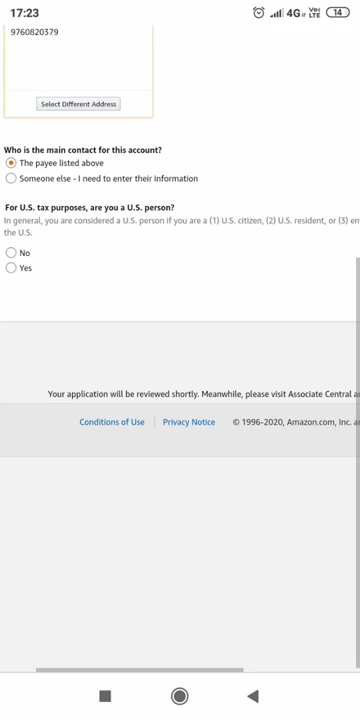 17:23
4G
Vo) LTE
14
9760820379
Select Different Address
Who is the main contact for this account?
The payee listed above
Someone else - I need to enter their information
For U.S. tax purposes, are you a U.S. person?
In general, you are considered a U.S. person if you are a (1) U.S. citizen, (2) U.S. resident, or (3) en
the U.S.
No
Yes
Your application will be reviewed shortly. Meanwhile, please visit Associate Central a
Conditions of Use
Privacy Notice
© 1996-2020, Amazon.com, Inc. a